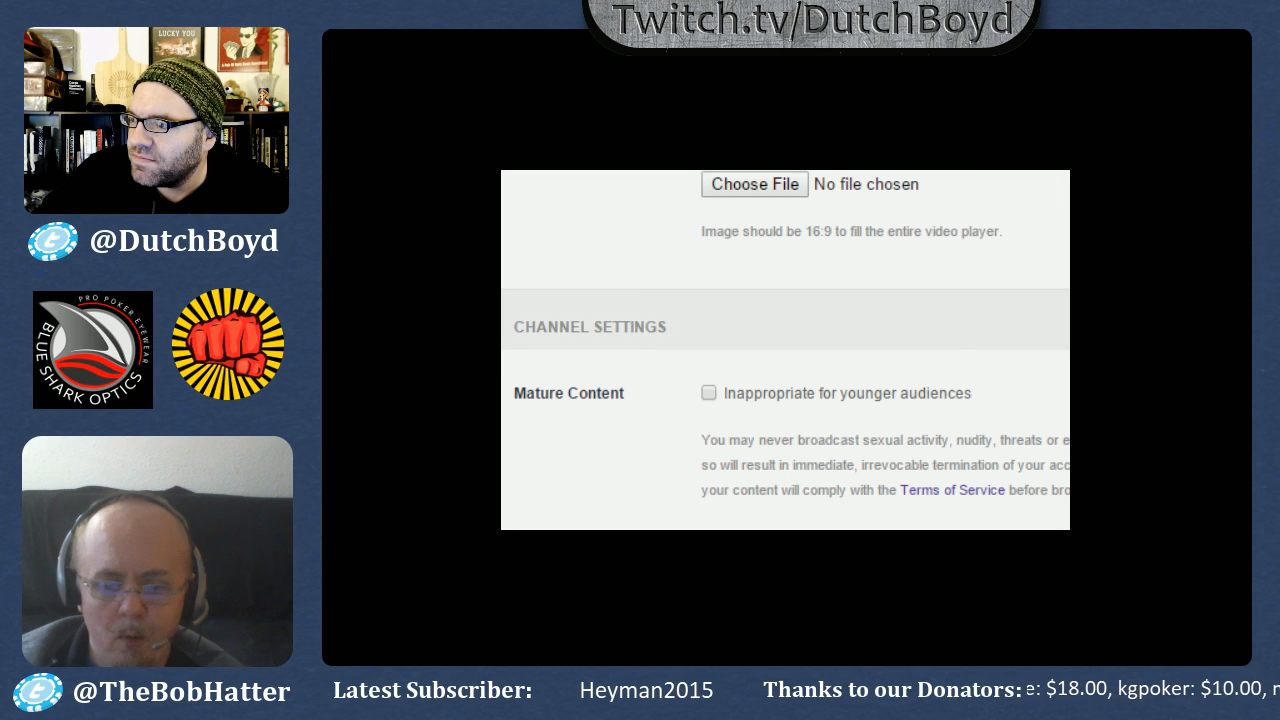 Twitch.tv/DutchBoyd
LUCKY YOU
@DutchBoyd
PRO POKER EYEWEAR
BLUE SHARK OPTICS
@TheBobHatter
Choose File No file chosen
Image should be 16:9 to fill the entire video player.
CHANNEL SETTINGS
Mature Content Inappropriate for younger audiences
You may never broadcast sexual activity, nudity, threats or e
so will result in immediate, irrevocable termination of your acc
your content will comply with the Terms of Service before bro
Latest Subscriber: Heyman2015 Thanks to our Donators: e: $18.00, kgpoker: $10.00,